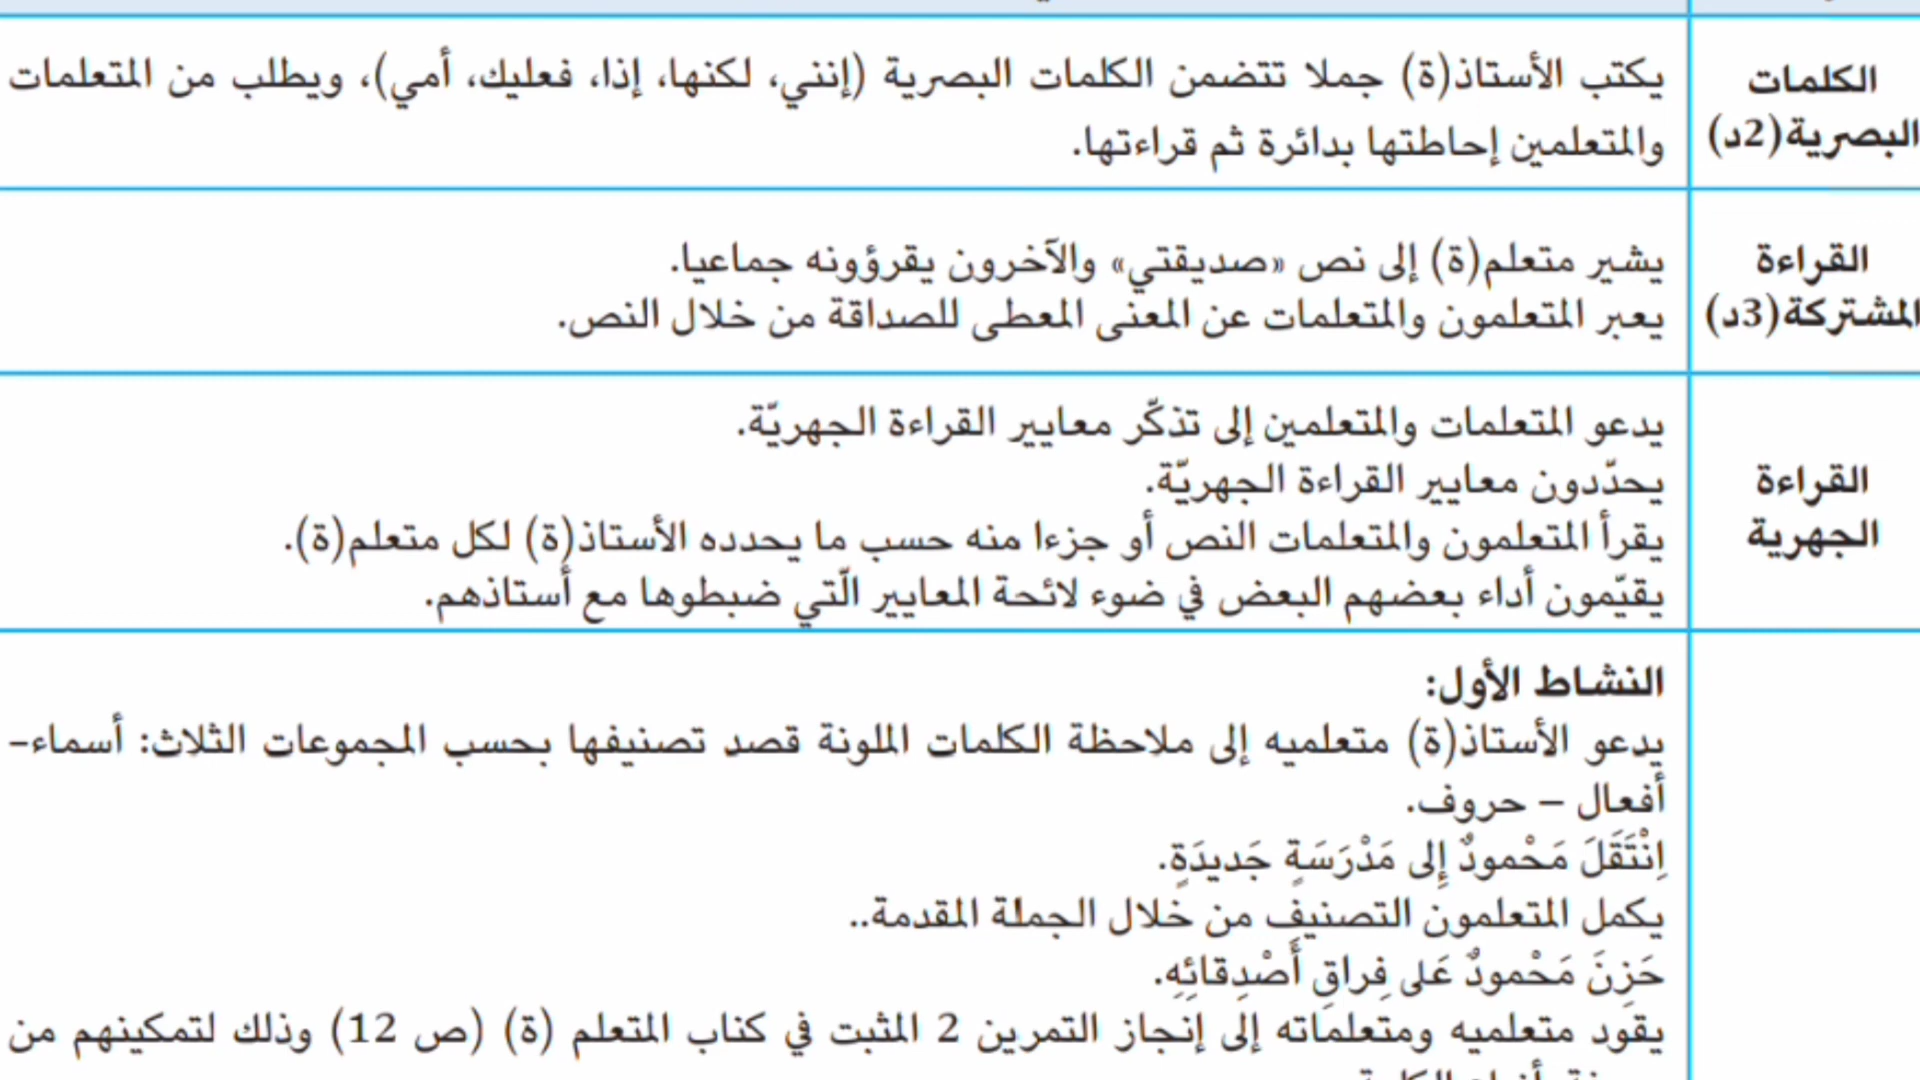 الكلمات
البصرية(2د)
يكتب الأستاذ(ة) جملا تتضمن الكلمات البصرية (إنني، لكنها، إذا، فعليك، أمي)، ويطلب من المتعلمات
والمتعلمين إحاطتها بدائرة ثم قراءتها.
القراءة
المشتركة(3د)
يشير متعلم(ة) إلى نص «صديقتي» والآخرون يقرؤونه جماعيا.
يعبر المتعلمون والمتعلمات عن المعنى المعطى للصداقة من خلال النص.
القراءة
الجهرية
يدعو المتعلمات والمتعلمين إلى تذكّر معايير القراءة الجهريّة.
يحدّدون معايير القراءة الجهريّة.
يقرأ المتعلمون والمتعلمات النص أو جزءا منه حسب ما يحدده الأستاذ(ة) لكل متعلم(ة).
يقيّمون أداء بعضهم البعض في ضوء لائحة المعايير الّتي ضبطوها مع أستاذهم.
النشاط الأول:
يدعو الأستاذ(ة) متعلميه إلى ملاحظة الكلمات الملونة قصد تصنيفها بحسب المجموعات الثلاث: أسماء–
أفعال – حروف.
اِنْتَقَلَ مَحْمودٌ إِلى مَدْرَسَةٍ جَديدَةٍ.
يكمل المتعلمون التصنيف من خلال الجملة المقدمة..
حَزِنَ مَحْمودٌ عَلى فِراقِ أَصْدِقائِهِ.
يقود متعلميه ومتعلماته إلى إنجاز التمرين 2 المثبت في كتاب المتعلم (ة) (ص 12) وذلك لتمكينهم من